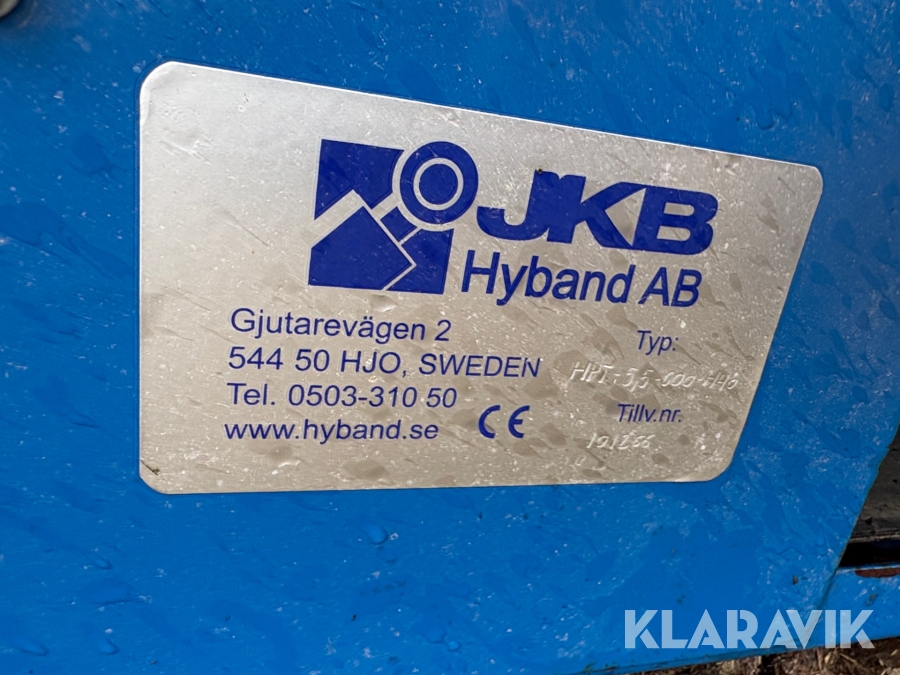 JKB
Hyband AB
Gjutarevägen 2
544 50 HJO, SWEDEN
Tel. 0503-310 50
www.hyband.se
CE
Typ:
Tillv.nr.
KLARAVIK